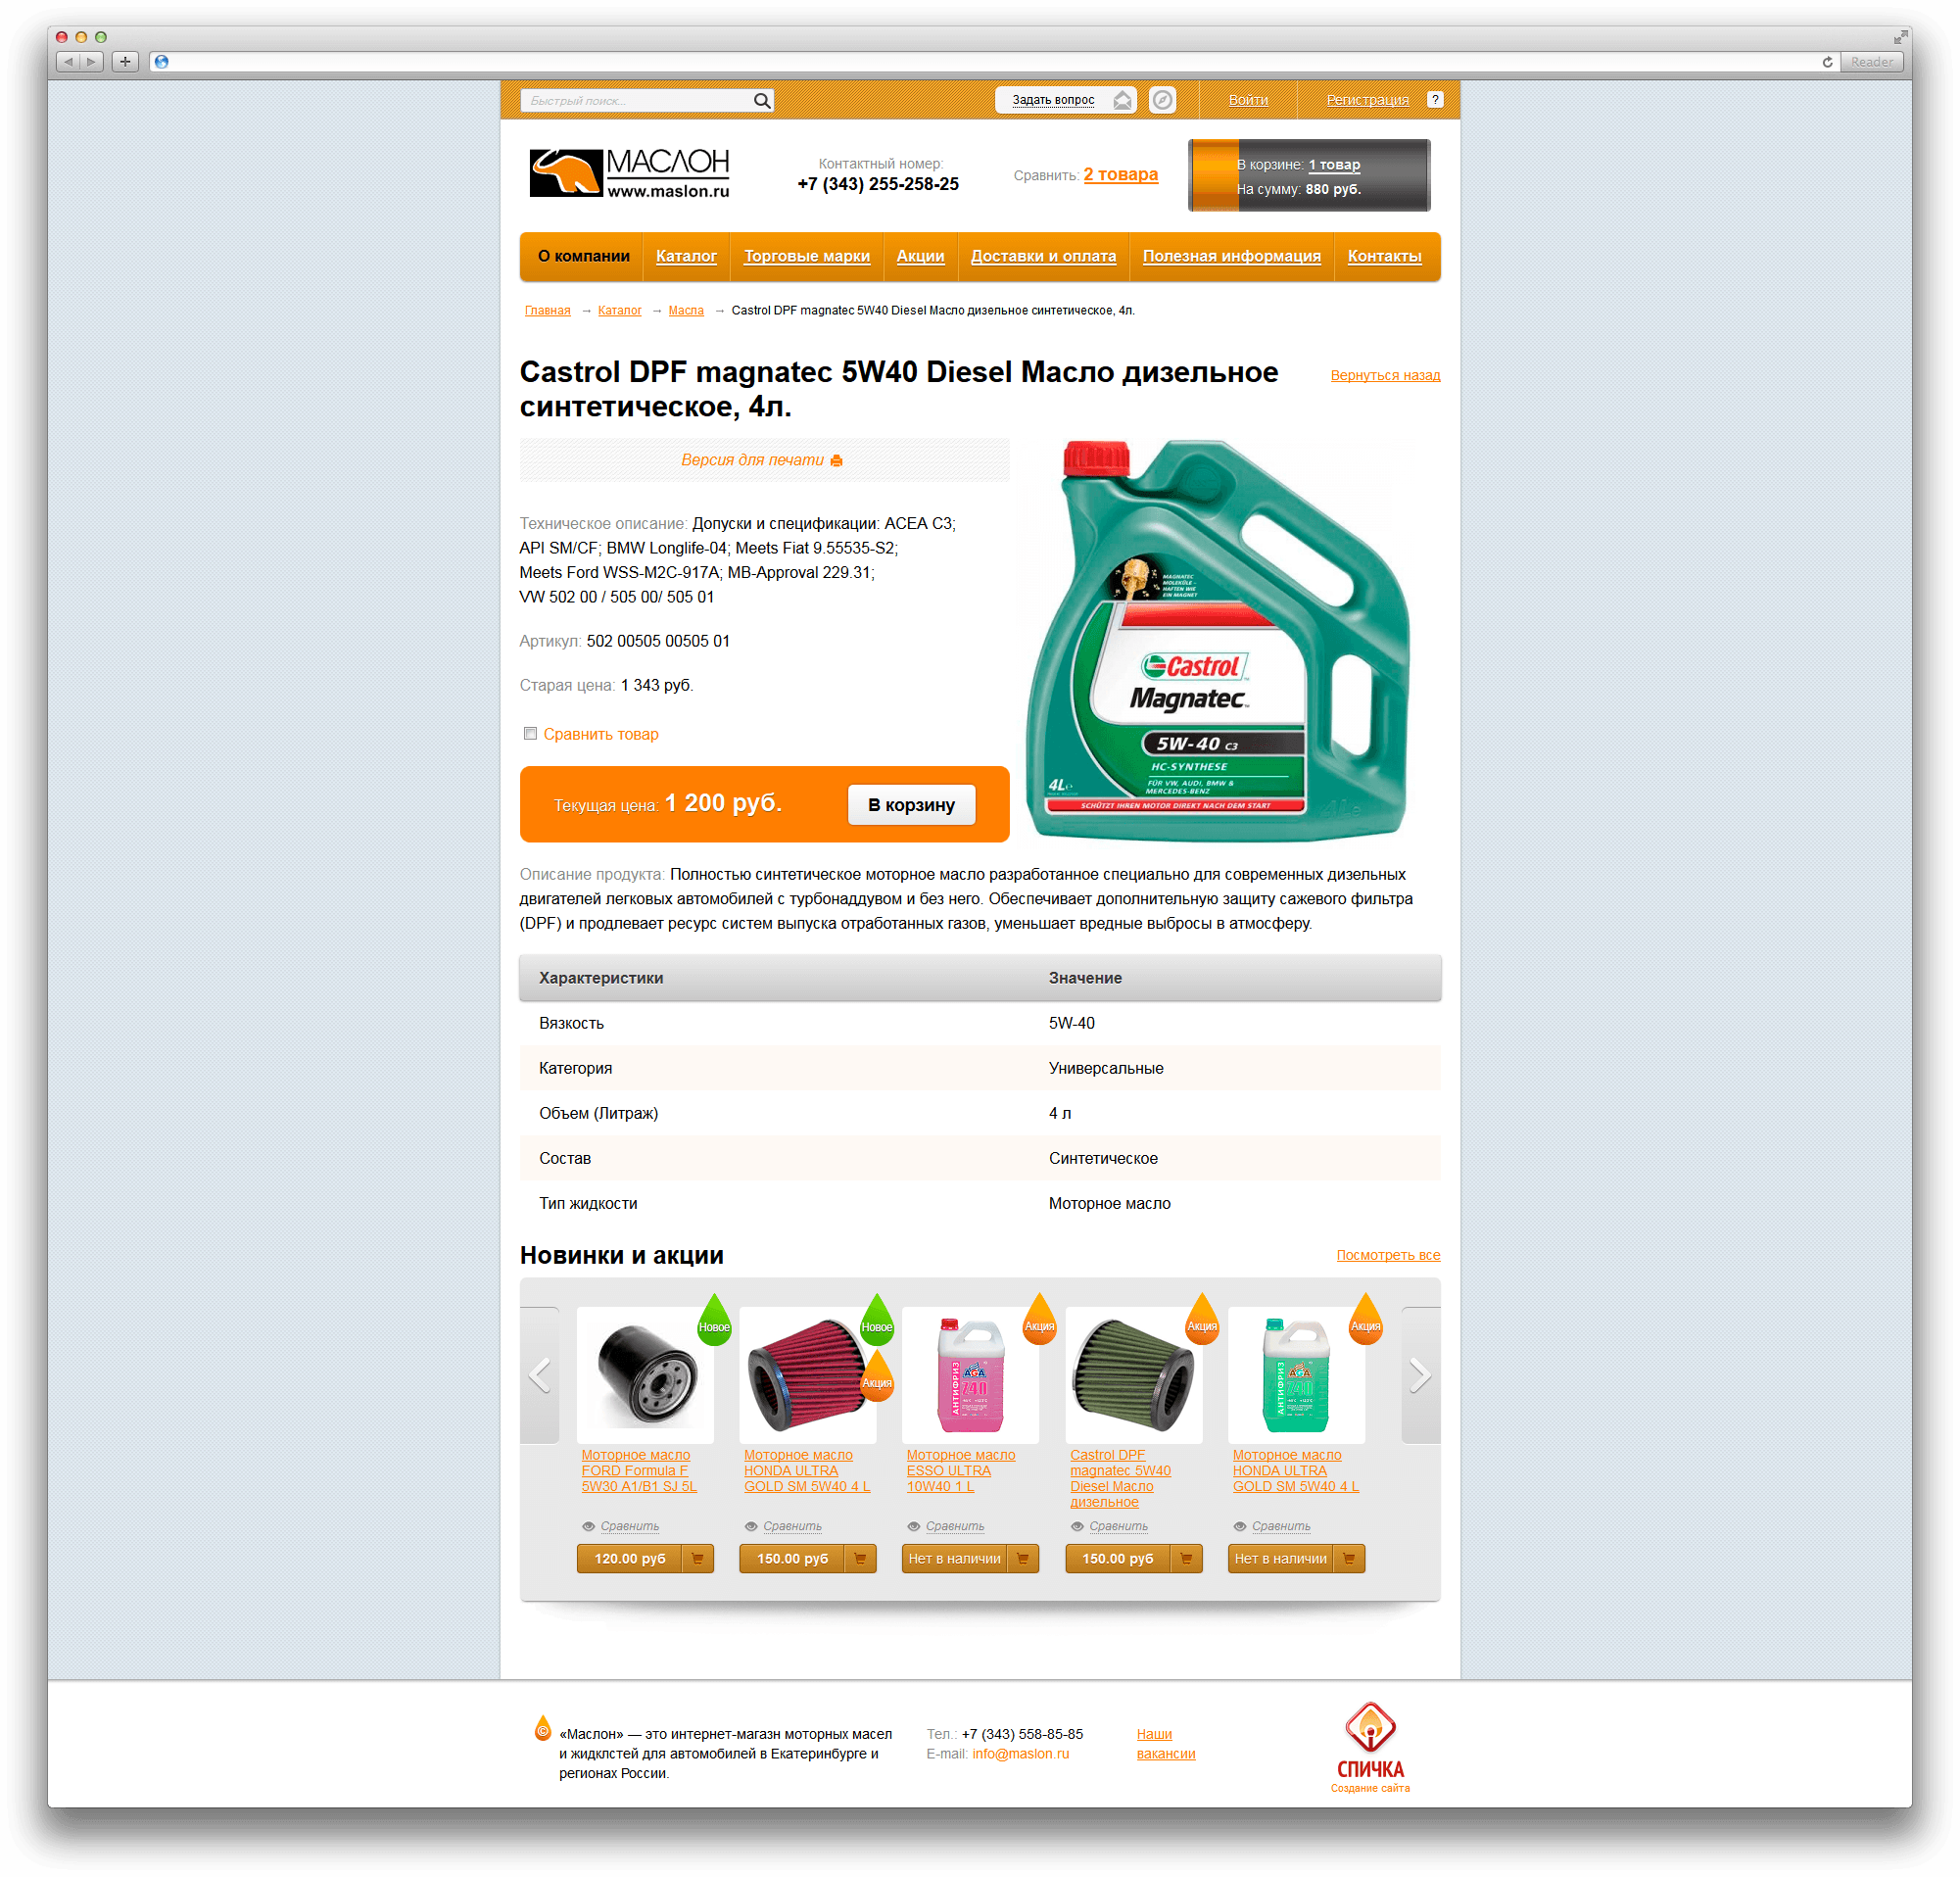 Reader
Быстрый поиск...
Задать вопрос
Войти
Регистрация
?
МАСЛОН
www.maslon.ru
Контактный номер:
+7 (343) 255-258-25
Сравнить: 2 товара
В корзине: 1 товар
На сумму: 880 руб.
О компании Каталог Торговые марки Акции Доставки и оплата Полезная информация Контакты
Главная → Каталог → Масла → Castrol DPF magnatec 5W40 Diesel Масло дизельное синтетическое, 4л.
Castrol DPF magnatec 5W40 Diesel Масло дизельное
синтетическое, 4л.
Вернуться назад
Версия для печати
Техническое описание: Допуски и спецификации: ACEA C3;
API SM/CF; BMW Longlife-04; Meets Fiat 9.55535-S2;
Meets Ford WSS-M2C-917A; MB-Approval 229.31;
VW 502 00 / 505 00/ 505 01
Артикул: 502 00505 00505 01
Старая цена: 1 343 руб.
Сравнить товар
Текущая цена: 1 200 руб.
В корзину
MAGNATEC
MOLEKÜLE -
HAFTEN WIE
EIN MAGNET
Castrol
Magnatec
5W-40 C3
HC-SYNTHESE
FÜR VW, AUDI, BMW &
MERCEDES-BENZ
4L
SCHÜTZT IHREN MOTOR DIREKT NACH DEM START
Описание продукта: Полностью синтетическое моторное масло разработанное специально для современных дизельных
двигателей легковых автомобилей с турбонаддувом и без него. Обеспечивает дополнительную защиту сажевого фильтра
(DPF) и продлевает ресурс систем выпуска отработанных газов, уменьшает вредные выбросы в атмосферу.
Характеристики Значение
Вязкость 5W-40
Категория Универсальные
Объем (Литраж) 4 л
Состав Синтетическое
Тип жидкости Моторное масло
Новинки и акции
Посмотреть все
Новое
Новое
Акция
Акция
Акция
Акция
АНТИФРИЗ
AGA
Z40
АНТИФРИЗ
AGA
Z40
Моторное масло
FORD Formula F
5W30 A1/B1 SJ 5L
Сравнить
120.00 руб
Моторное масло
HONDA ULTRA
GOLD SM 5W40 4 L
Сравнить
150.00 руб
Моторное масло
ESSO ULTRA
10W40 1 L
Сравнить
Нет в наличии
Castrol DPF
magnatec 5W40
Diesel Масло
дизельное
Сравнить
150.00 руб
Моторное масло
HONDA ULTRA
GOLD SM 5W40 4 L
Сравнить
Нет в наличии
©
«Маслон» — это интернет-магазн моторных масел
и жидклстей для автомобилей в Екатеринбурге и
регионах России.
Тел.: +7 (343) 558-85-85
E-mail: info@maslon.ru
Наши
вакансии
СПИЧКА
Создание сайта